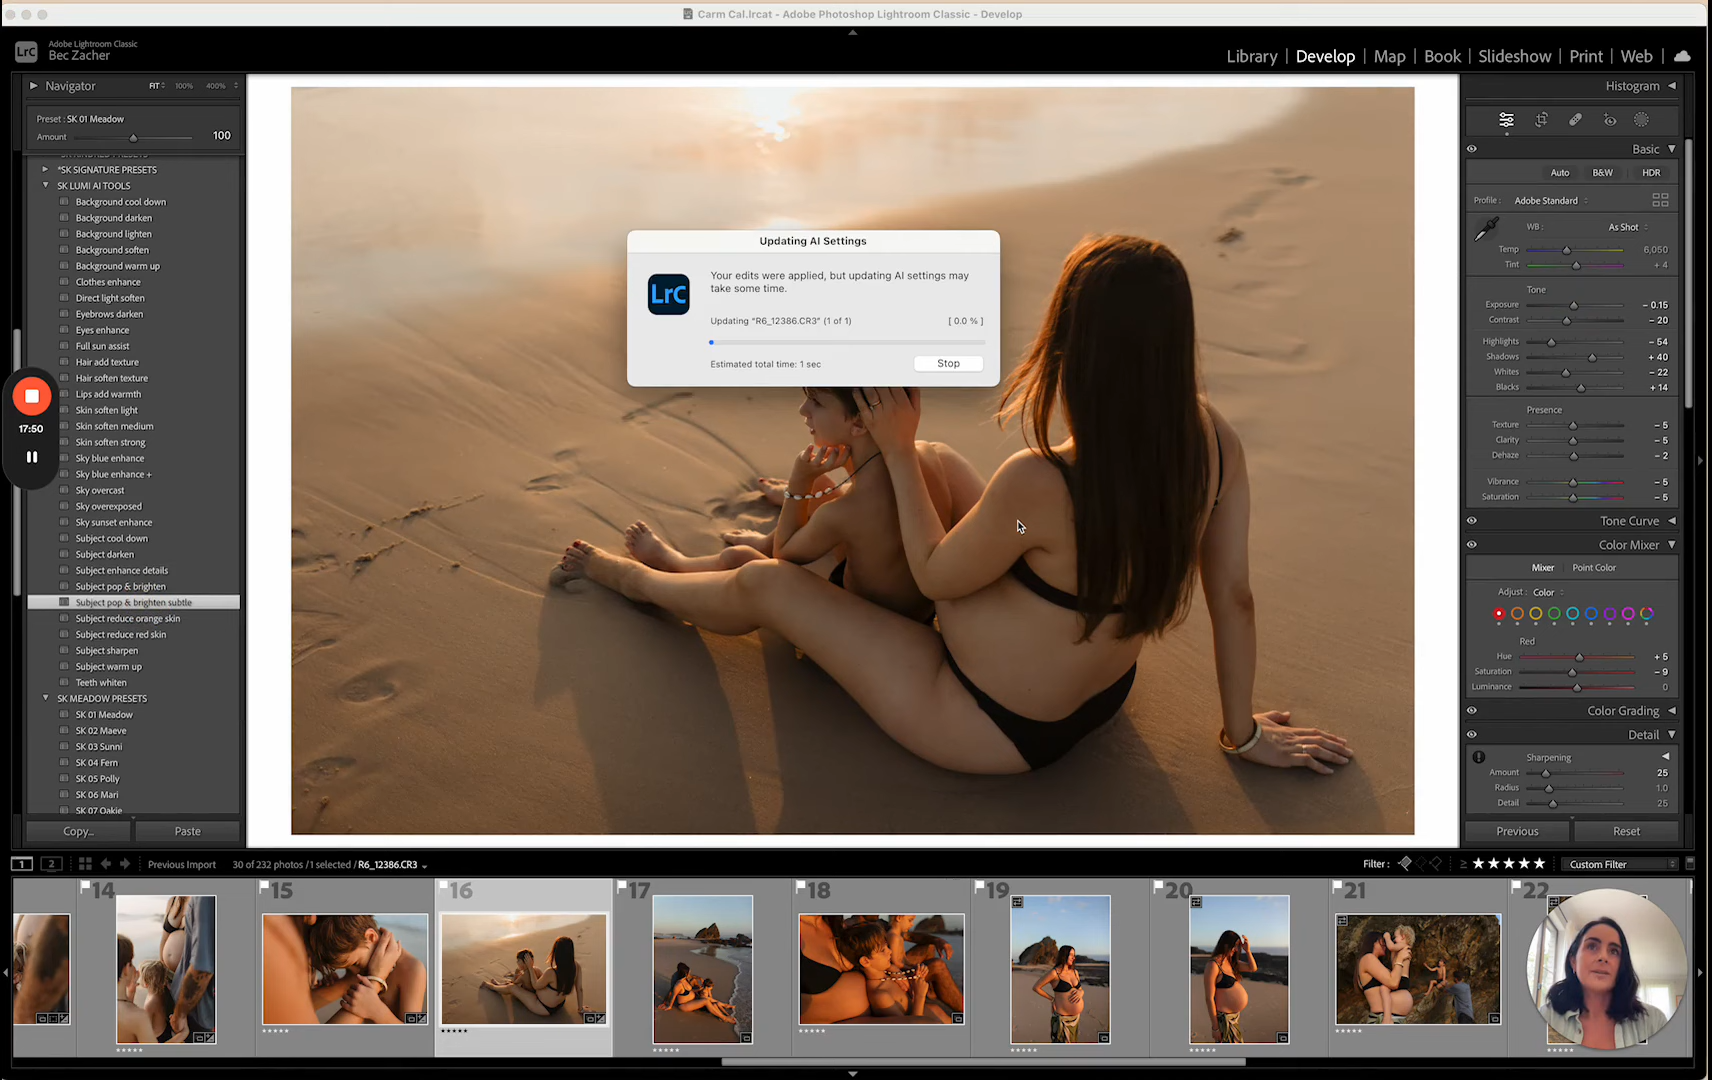 Carm Cal.lrcat - Adobe Photoshop Lightroom Classic - Develop
LrC
Adobe Lightroom Classic
Bec Zacher
Library | Develop | Map | Book | Slideshow | Print | Web
Navigator
FIT
100%
400%
Preset : SK 01 Meadow
Amount
100
*SK SIGNATURE PRESETS
SK LUMI AI TOOLS
Background cool down
Background darken
Background lighten
Background soften
Background warm up
Clothes enhance
Direct light soften
Eyebrows darken
Eyes enhance
Full sun assist
Hair add texture
Hair soften texture
Lips add warmth
Skin soften light
Skin soften medium
Skin soften strong
Sky blue enhance
Sky blue enhance +
Sky overcast
Sky overexposed
Sky sunset enhance
Subject cool down
Subject darken
Subject enhance details
Subject pop & brighten
Subject pop & brighten subtle
Subject reduce orange skin
Subject reduce red skin
Subject sharpen
Subject warm up
Teeth whiten
SK MEADOW PRESETS
SK 01 Meadow
SK 02 Maeve
SK 03 Sunni
SK 04 Fern
SK 05 Polly
SK 06 Mari
SK 07 Oakie
Copy...
Paste
17:50
Updating AI Settings
LrC
Your edits were applied, but updating AI settings may
take some time.
Updating "R6_12386.CR3" (1 of 1)
[ 0.0 % ]
Estimated total time: 1 sec
Stop
Histogram
Basic
Auto
B&W
HDR
Profile :
Adobe Standard
WB :
As Shot
Temp
6,050
Tint
+ 4
Tone
Exposure
- 0.15
Contrast
- 20
Highlights
- 54
Shadows
+ 40
Whites
- 22
Blacks
+ 14
Presence
Texture
- 5
Clarity
- 5
Dehaze
- 2
Vibrance
- 5
Saturation
- 5
Tone Curve
Color Mixer
Mixer
Point Color
Adjust :
Color
Red
Hue
+ 5
Saturation
- 9
Luminance
0
Color Grading
Detail
Sharpening
Amount
25
Radius
1.0
Detail
25
Previous
Reset
1
2
Previous Import
30 of 232 photos / 1 selected / R6_12386.CR3
Filter :
≥ ★★★★★
Custom Filter
14
15
16
17
18
19
20
21
22